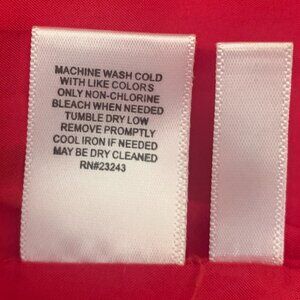 MACHINE WASH COLD
WITH LIKE COLORS
ONLY NON-CHLORINE
BLEACH WHEN NEEDED
TUMBLE DRY LOW
REMOVE PROMPTLY
COOL IRON IF NEEDED
MAY BE DRY CLEANED
RN#23243